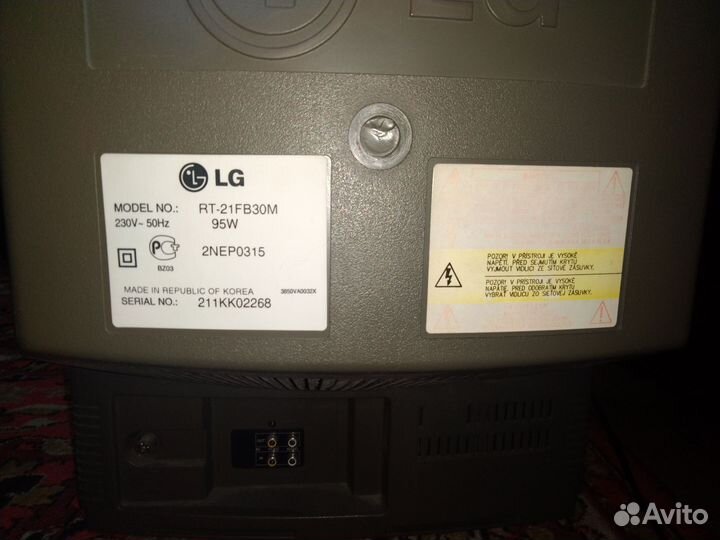 LG
LG
MODEL NO.: RT-21FB30M
230V~ 50Hz 95W
2NEP0315
BZ03
MADE IN REPUBLIC OF KOREA 3850VA0032X
SERIAL NO.: 211KK02268
POZOR! V PŘÍSTROJI JE VYSOKÉ
NAPĚTÍ. PŘED SEJMUTÍM KRYTU
VYJMOUT VIDLICI ZE SÍŤOVÉ ZÁSUVKY.
POZOR! V PRÍSTROJI JE VYSOKÉ
NAPÄTIE. PRED ODOBRATÍM KRYTU
VYBRAŤ VIDLICU ZO SIEŤOVEJ ZÁSUVKY.
Avito